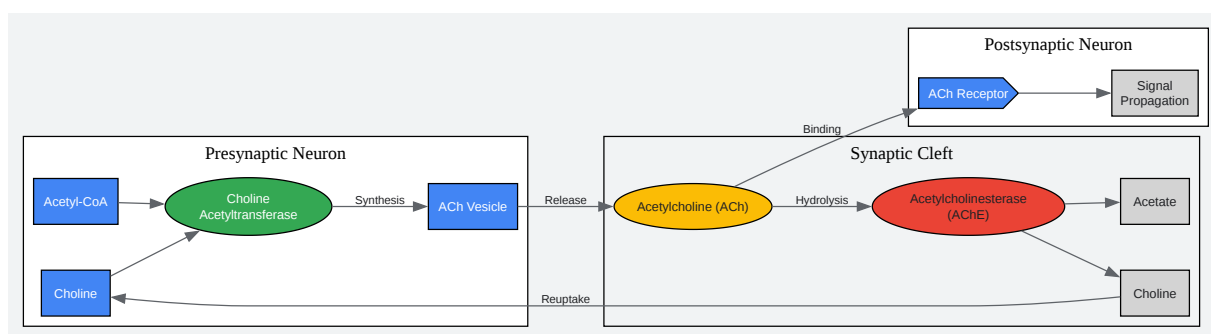 Postsynaptic Neuron
ACh Receptor
Signal
Propagation
Binding
Presynaptic Neuron
Synaptic Cleft
Acetyl-CoA
Choline
Acetyltransferase
Synthesis
ACh Vesicle
Release
Acetylcholine (ACh)
Hydrolysis
Acetylcholinesterase
(AChE)
Acetate
Choline
Reuptake
Choline